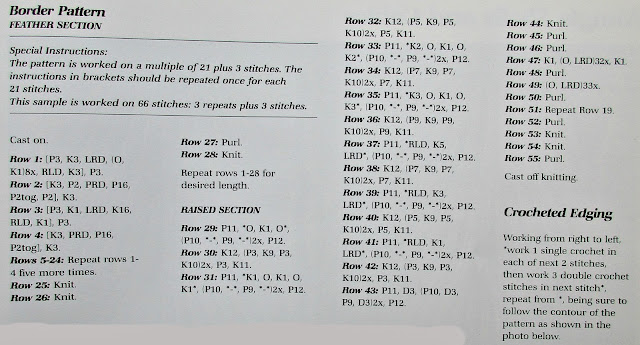 Border Pattern
FEATHER SECTION
Special Instructions:
The pattern is worked on a multiple of 21 plus 3 stitches. The
instructions in brackets should be repeated once for each
21 stitches.
This sample is worked on 66 stitches: 3 repeats plus 3 stitches.
Cast on.
Row 1: [P3, K3, LRD, (O,
K1)8x, RLD, K3], P3.
Row 2: [K3, P2, PRD, P16,
P2tog, P2], K3.
Row 3: [P3, K1, LRD, K16,
RLD, K1], P3.
Row 4: [K3, PRD, P16,
P2tog], K3.
Rows 5-24: Repeat rows 1-
4 five more times.
Row 25: Knit.
Row 26: Knit.
Row 27: Purl.
Row 28: Knit.
Repeat rows 1-28 for
desired length.
RAISED SECTION
Row 29: P11, *O, K1, O*,
(P10, *-*, P9, *-*)2x, P12.
Row 30: K12, (P3, K9, P3,
K10)2x, P3, K11.
Row 31: P11, *K1, O, K1, O,
K1*, (P10, *-*, P9, *-*)2x, P12.
Row 32: K12, (P5, K9, P5,
K10)2x, P5, K11.
Row 33: P11, *K2, O, K1, O,
K2*, (P10, *-*, P9, *-*)2x, P12.
Row 34: K12, (P7, K9, P7,
K10)2x, P7, K11.
Row 35: P11, *K3, O, K1, O,
K3*, (P10, *-*, P9, *-*)2x, P12.
Row 36: K12, (P9, K9, P9,
K10)2x, P9, K11.
Row 37: P11, *RLD, K5,
LRD*, (P10, *-*, P9, *-*)2x, P12.
Row 38: K12, (P7, K9, P7,
K10)2x, P7, K11.
Row 39: P11, *RLD, K3,
LRD*, (P10, *-*, P9, *-*)2x, P12.
Row 40: K12, (P5, K9, P5,
K10)2x, P5, K11.
Row 41: P11, *RLD, K1,
LRD*, (P10, *-*, P9, *-*)2x, P12.
Row 42: K12, (P3, K9, P3,
K10)2x, P3, K11.
Row 43: P11, D3, (P10, D3,
P9, D3)2x, P12.
Row 44: Knit.
Row 45: Purl.
Row 46: Purl.
Row 47: K1, (O, LRD)32x, K1.
Row 48: Purl.
Row 49: (O, LRD)33x.
Row 50: Purl.
Row 51: Repeat Row 19.
Row 52: Purl.
Row 53: Knit.
Row 54: Knit.
Row 55: Purl.
Cast off knitting.
Crocheted Edging
Working from right to left,
*work 1 single crochet in
each of next 2 stitches,
then work 3 double crochet
stitches in next stitch*,
repeat from *, being sure to
follow the contour of the
pattern as shown in the
photo below.